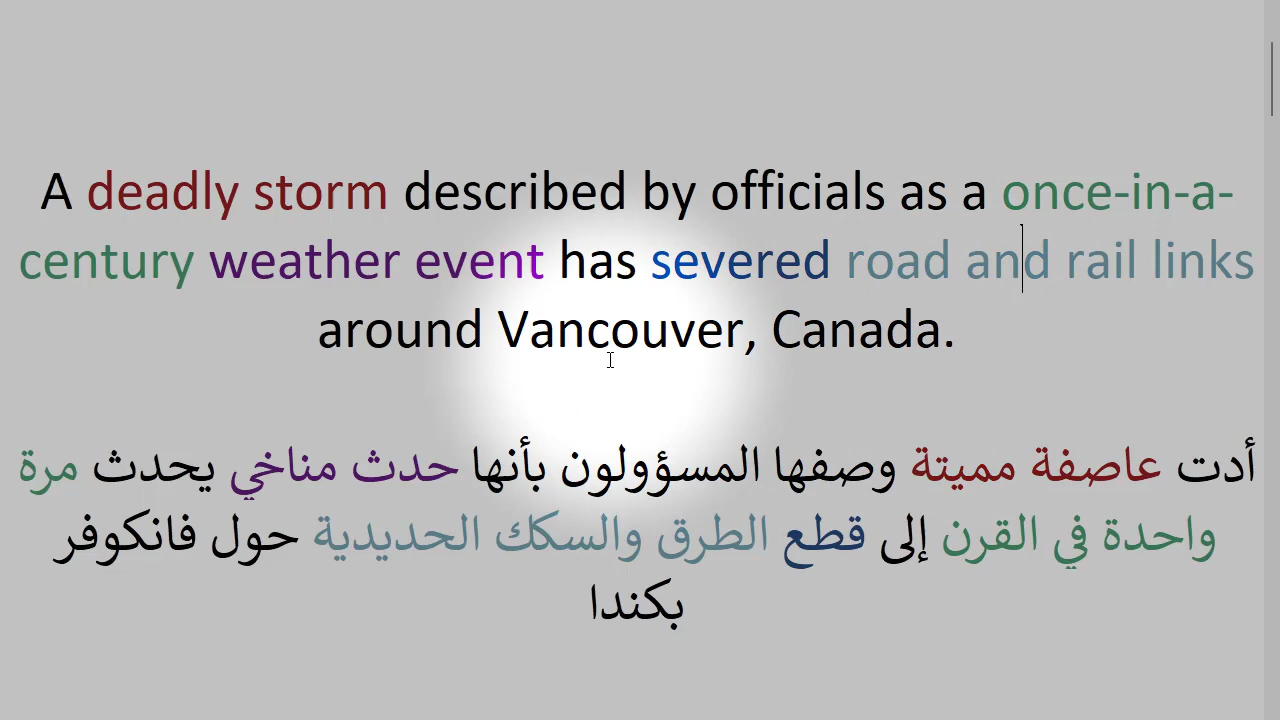 A deadly storm described by officials as a once-in-a-
century weather event has severed road and rail links
around Vancouver, Canada.
أدت عاصفة مميتة وصفها المسؤولون بأنها حدث مناخي يحدث مرة
واحدة في القرن إلى قطع الطرق والسكك الحديدية حول فانكوفر
بكندا